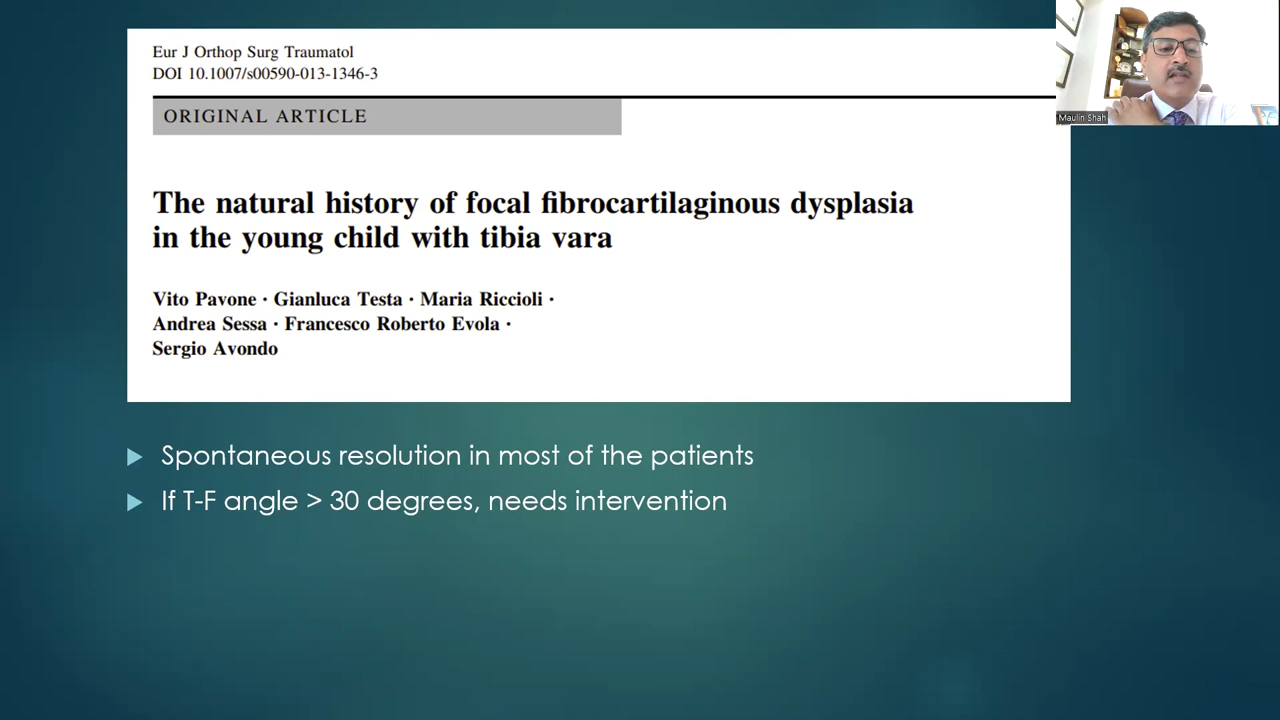 Eur J Orthop Surg Traumatol
DOI 10.1007/s00590-013-1346-3
ORIGINAL ARTICLE
The natural history of focal fibrocartilaginous dysplasia
in the young child with tibia vara
Vito Pavone · Gianluca Testa · Maria Riccioli ·
Andrea Sessa · Francesco Roberto Evola ·
Sergio Avondo
Spontaneous resolution in most of the patients
If T-F angle > 30 degrees, needs intervention
Maulin Shah